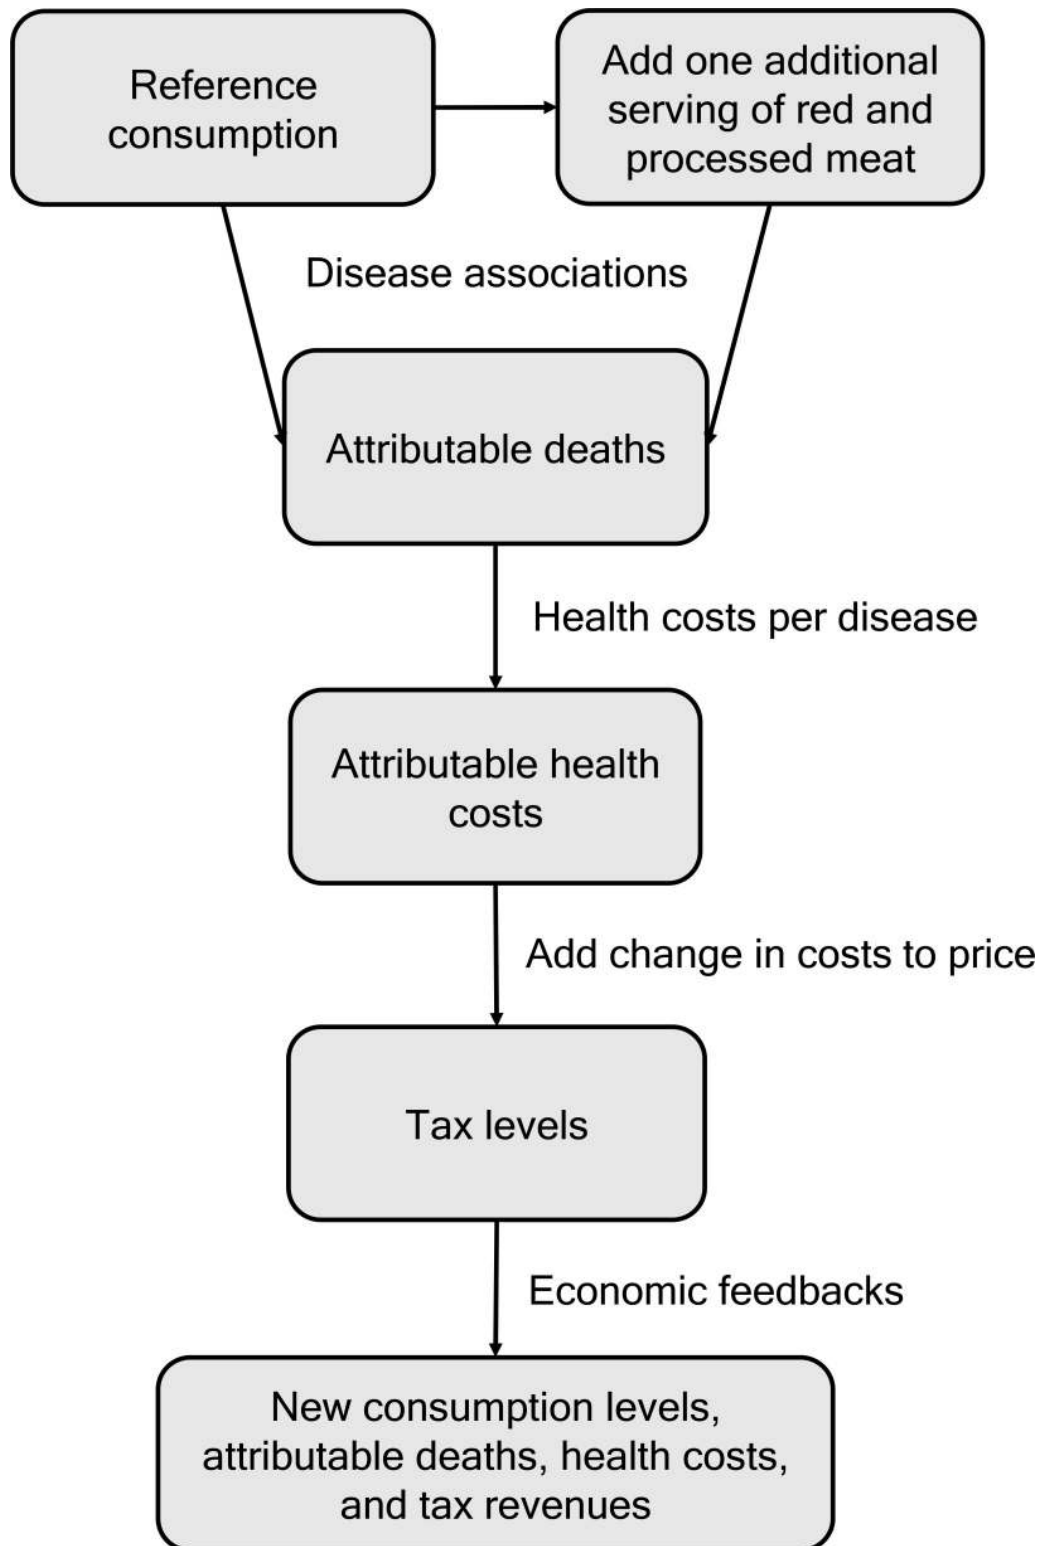 Reference
consumption
Add one additional
serving of red and
processed meat
Disease associations
Attributable deaths
Health costs per disease
Attributable health
costs
Add change in costs to price
Tax levels
Economic feedbacks
New consumption levels,
attributable deaths, health costs,
and tax revenues